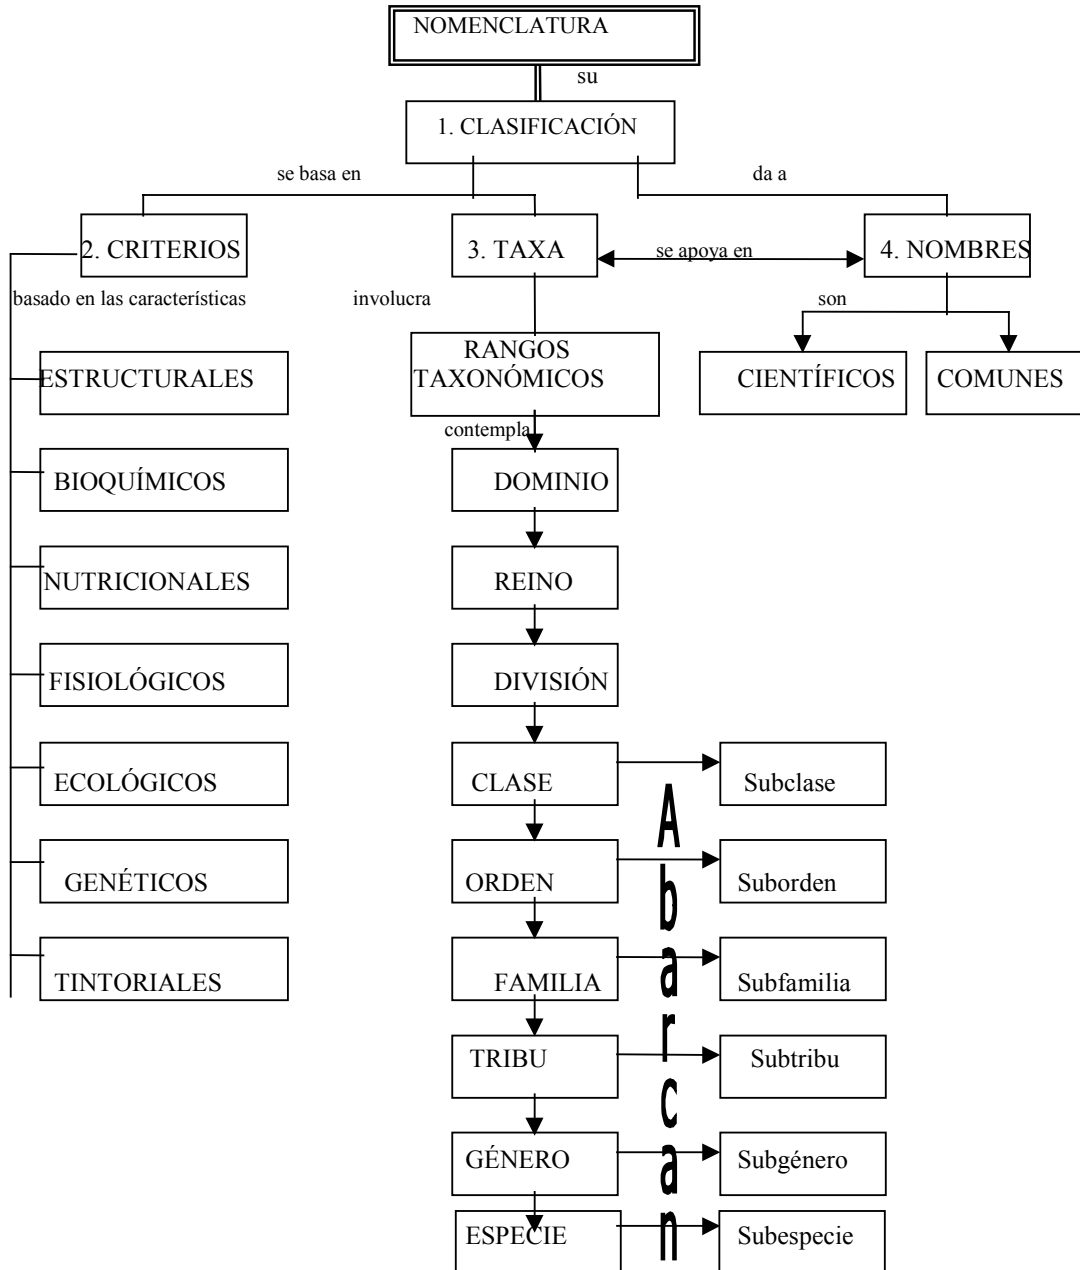 NOMENCLATURA
su
1. CLASIFICACIÓN
se basa en
da a
2. CRITERIOS
3. TAXA
se apoya en
4. NOMBRES
basado en las características
involucra
son
ESTRUCTURALES
RANGOS
TAXONÓMICOS
CIENTÍFICOS
COMUNES
contempla
BIOQUÍMICOS
DOMINIO
NUTRICIONALES
REINO
FISIOLÓGICOS
DIVISIÓN
ECOLÓGICOS
CLASE
Subclase
Abarcan
GENÉTICOS
ORDEN
Suborden
TINTORIALES
FAMILIA
Subfamilia
TRIBU
Subtribu
GÉNERO
Subgénero
ESPECIE
Subespecie